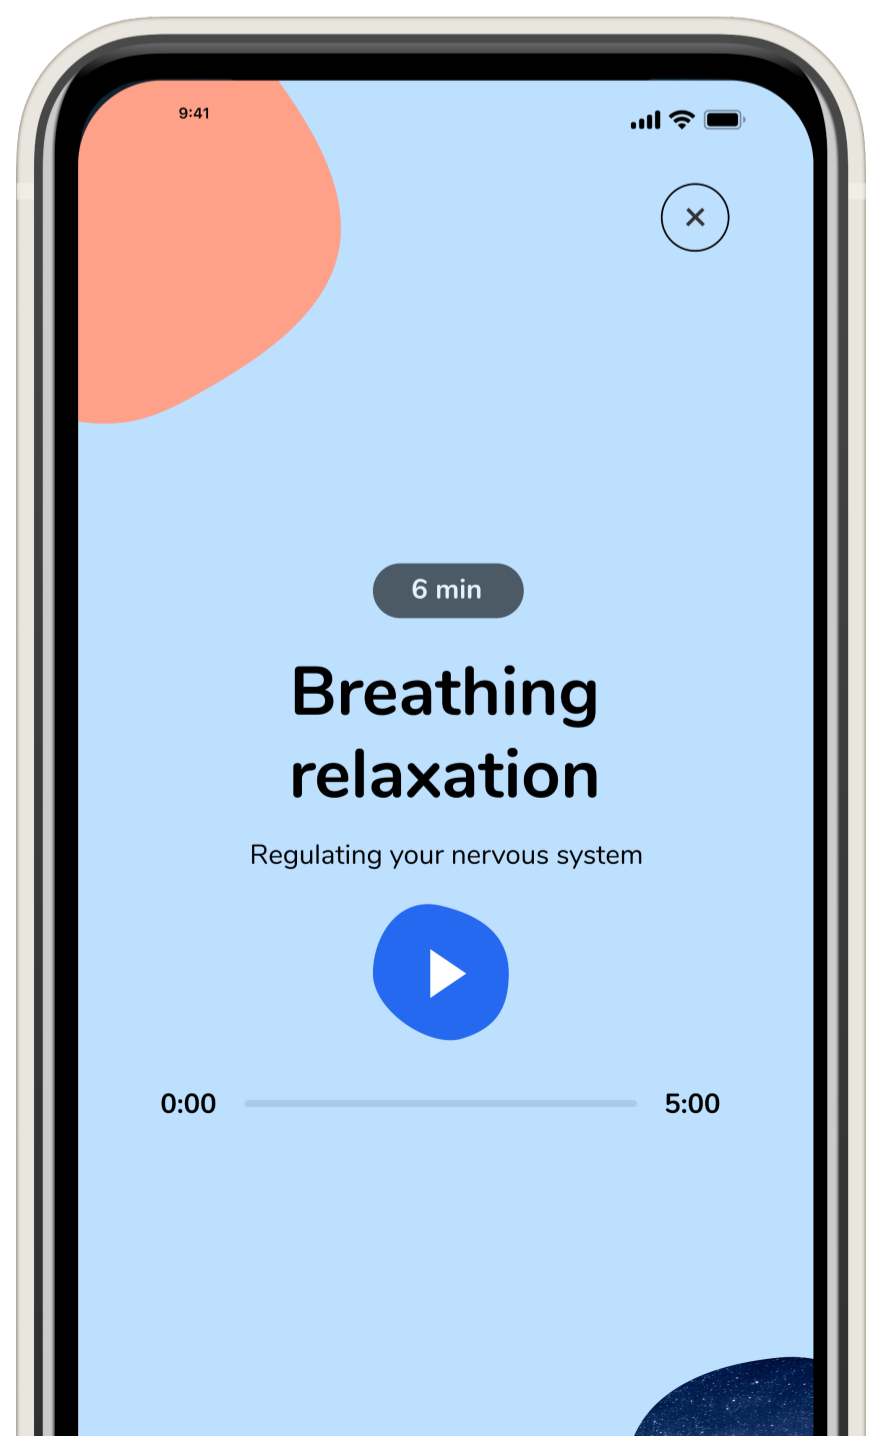 9:41
6 min
Breathing
relaxation
Regulating your nervous system
0:00 5:00